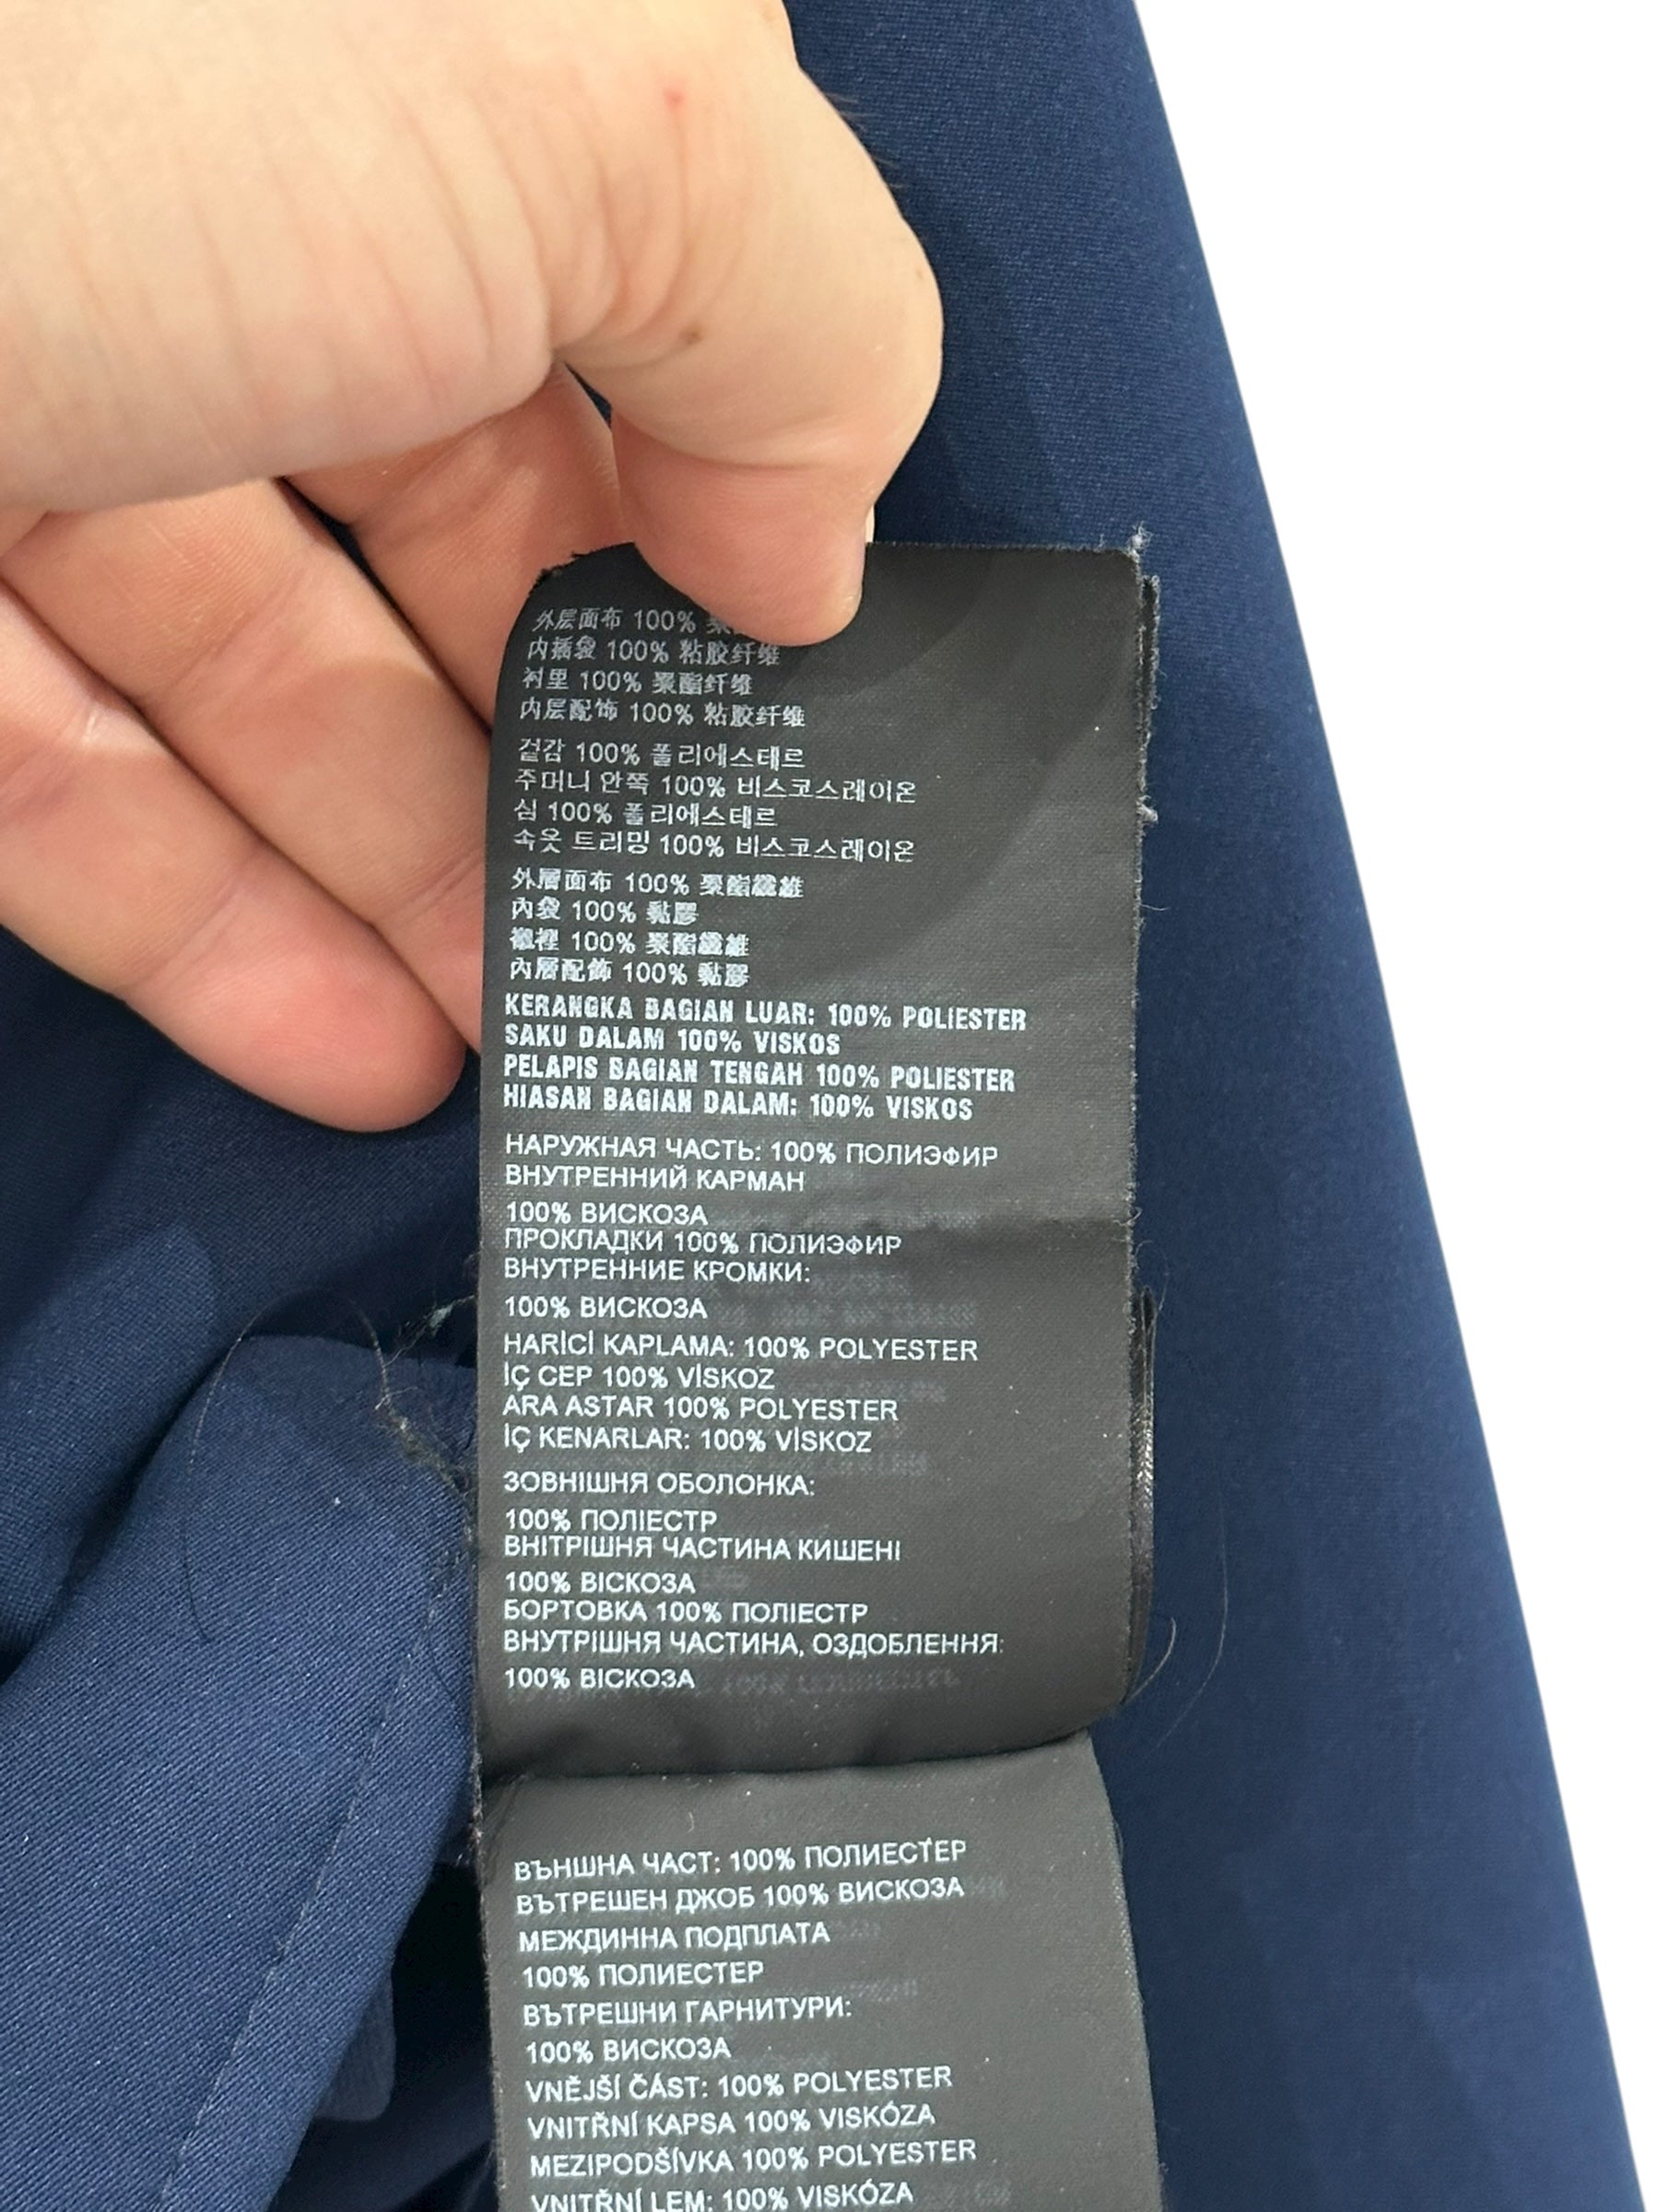 外层面布 100%
内插袋 100% 粘胶纤维
衬里 100% 聚酯纤维
内层配饰 100% 粘胶纤维
겉감 100% 폴리에스테르
주머니 안쪽 100% 비스코스레이온
심 100% 폴리에스테르
속옷 트리밍 100% 비스코스레이온
外層面布 100% 聚酯纖維
內袋 100% 黏膠
襯裡 100% 聚酯纖維
內層配飾 100% 黏膠
KERANGKA BAGIAN LUAR: 100% POLIESTER
SAKU DALAM 100% VISKOS
PELAPIS BAGIAN TENGAH 100% POLIESTER
HIASAN BAGIAN DALAM: 100% VISKOS
НАРУЖНАЯ ЧАСТЬ: 100% ПОЛИЭФИР
ВНУТРЕННИЙ КАРМАН
100% ВИСКОЗА
ПРОКЛАДКИ 100% ПОЛИЭФИР
ВНУТРЕННИЕ КРОМКИ:
100% ВИСКОЗА
HARİCİ KAPLAMA: 100% POLYESTER
İÇ CEP 100% VİSKOZ
ARA ASTAR 100% POLYESTER
İÇ KENARLAR: 100% VİSKOZ
ЗОВНІШНЯ ОБОЛОНКА:
100% ПОЛІЕСТР
ВНІТРІШНЯ ЧАСТИНА КИШЕНІ
100% ВІСКОЗА
БОРТОВКА 100% ПОЛІЕСТР
ВНУТРІШНЯ ЧАСТИНА, ОЗДОБЛЕННЯ:
100% ВІСКОЗА
ВЪНШНА ЧАСТ: 100% ПОЛИЕСТЕР
ВЪТРЕШЕН ДЖОБ 100% ВИСКОЗА
МЕЖДИННА ПОДПЛАТА
100% ПОЛИЕСТЕР
ВЪТРЕШНИ ГАРНИТУРИ:
100% ВИСКОЗА
VNĚJŠÍ ČÁST: 100% POLYESTER
VNITŘNÍ KAPSA 100% VISKÓZA
MEZIPODŠÍVKA 100% POLYESTER
VNITŘNÍ LEM: 100% VISKÓZA